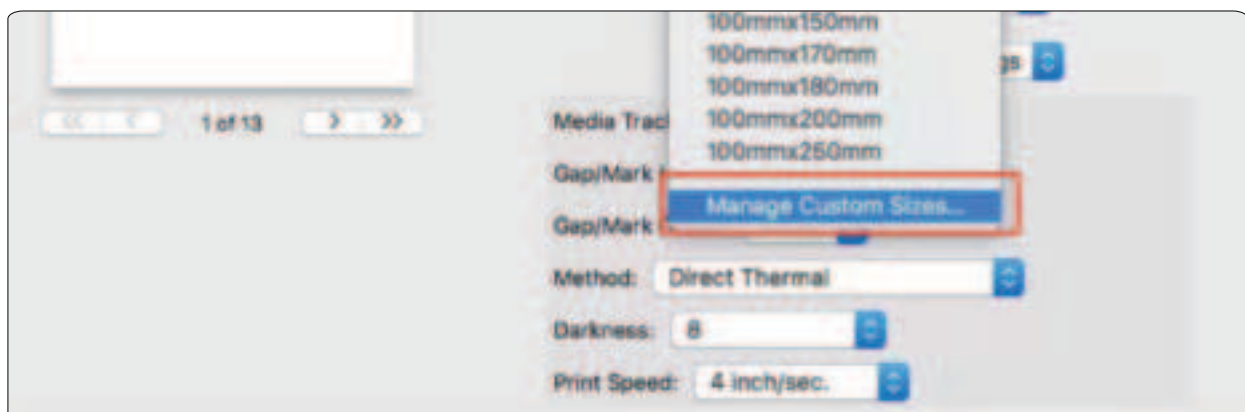 100mmx150mm
100mmx170mm
gs
100mmx180mm
1 of 13
Media Trac
100mmx200mm
100mmx250mm
Gap/Mark
Manage Custom Sizes...
Gap/Mark
Method: Direct Thermal
Darkness: 8
Print Speed: 4 inch/sec.